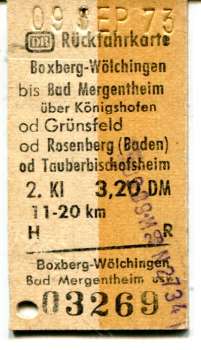 09 SEP 73
DB Rückfahrkarte
Boxberg-Wölchingen
bis Bad Mergentheim
über Königshofen
od Grünsfeld
od Rosenberg (Baden)
od Tauberbischofsheim
2. Kl 3,20 DM
11-20 km
H R
Boxberg-Wölchingen
Bad Mergentheim
03269